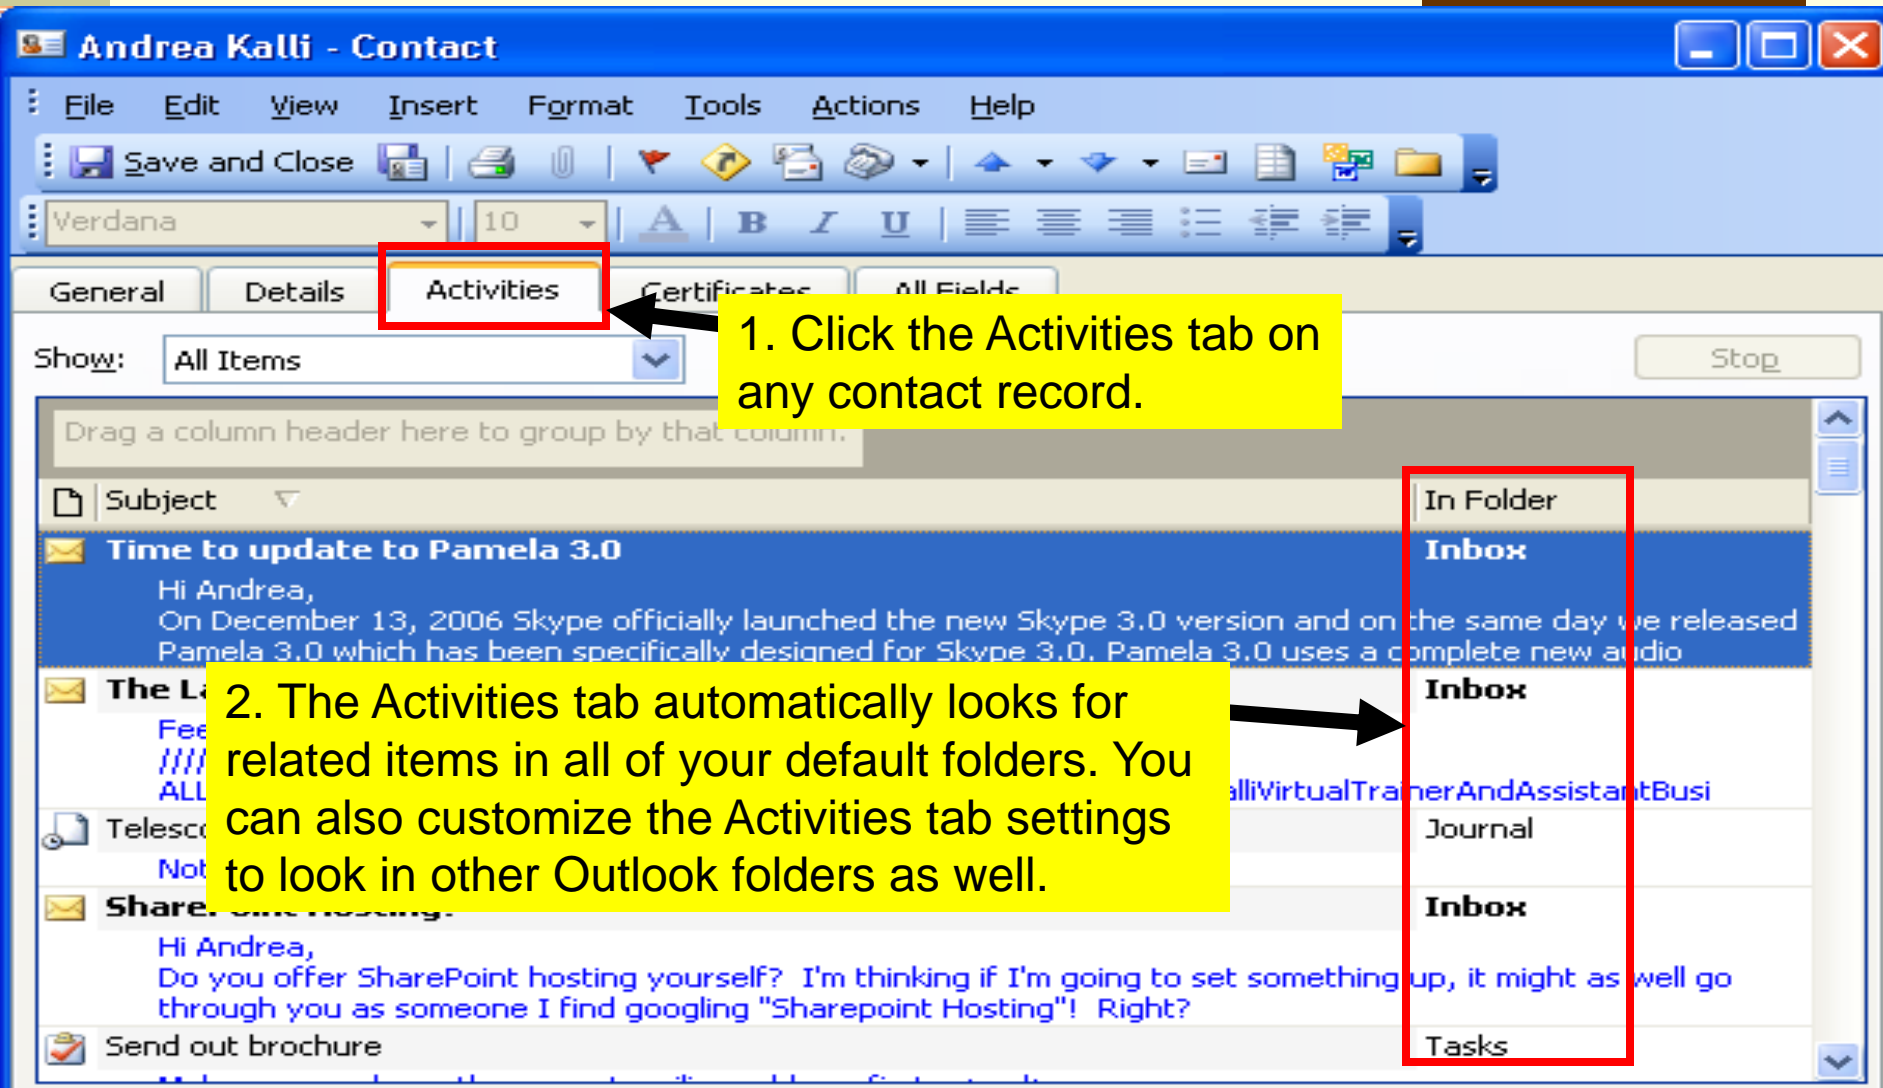 Andrea Kalli - Contact
File Edit View Insert Format Tools Actions Help
Save and Close
Verdana 10 A B I U
General Details Activities Certificates All Fields
1. Click the Activities tab on
any contact record.
Show: All Items Stop
Drag a column header here to group by that column.
Subject In Folder
Time to update to Pamela 3.0 Inbox
Hi Andrea,
On December 13, 2006 Skype officially launched the new Skype 3.0 version and on the same day we released
Pamela 3.0 which has been specifically designed for Skype 3.0. Pamela 3.0 uses a complete new audio
The Inbox
2. The Activities tab automatically looks for
related items in all of your default folders. You
can also customize the Activities tab settings
to look in other Outlook folders as well.
alliVirtualTrainerAndAssistantBusi
Journal
SharePoint Hosting? Inbox
Hi Andrea,
Do you offer SharePoint hosting yourself? I'm thinking if I'm going to set something up, it might as well go
through you as someone I find googling "Sharepoint Hosting"! Right?
Send out brochure Tasks